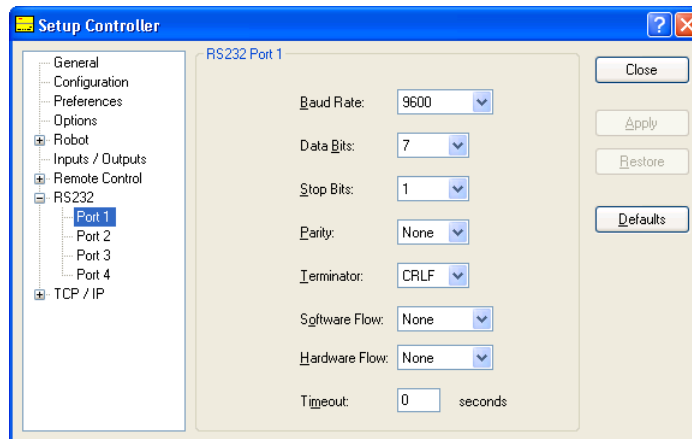 Setup Controller
General
Configuration
Preferences
Options
Robot
Inputs / Outputs
Remote Control
RS232
Port 1
Port 2
Port 3
Port 4
TCP / IP
RS232 Port 1
Baud Rate: 9600
Data Bits: 7
Stop Bits: 1
Parity: None
Terminator: CRLF
Software Flow: None
Hardware Flow: None
Timeout: 0 seconds
Close
Apply
Restore
Defaults